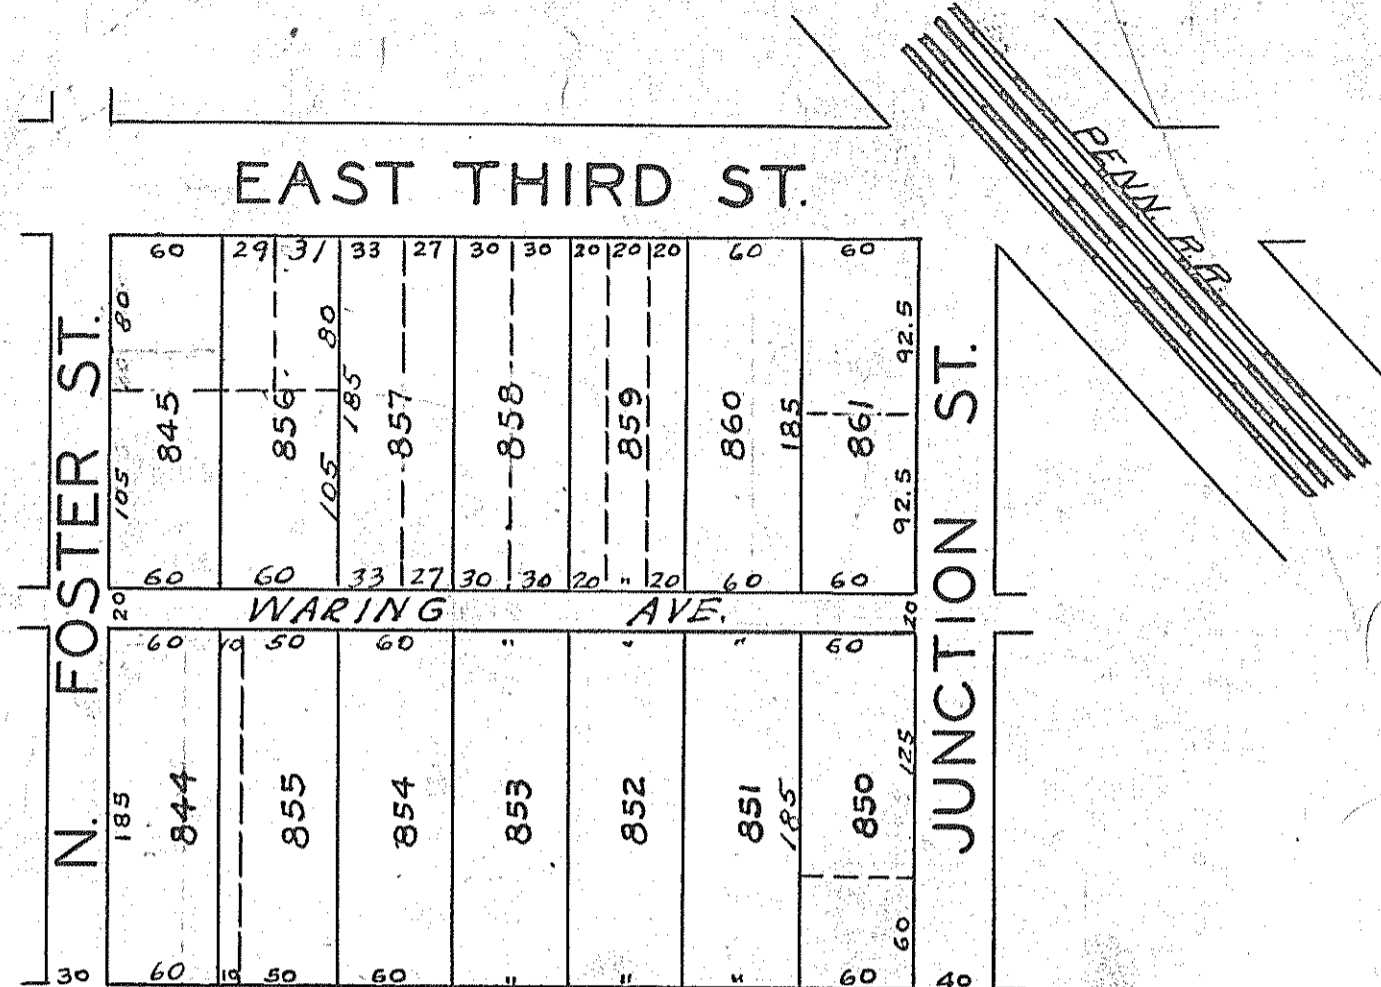 EAST THIRD ST.
PENN. R.R.
60 29 31 33 27 30 30 20 20 20 60 60
80 80 92.5
N. FOSTER ST.
JUNCTION ST.
845 856 185 857 858 859 860 185 861
105 105 92.5
60 60 33 27 30 30 20 " 20 60 60
20 WARING AVE. 20
60 10 50 60 " " " 60
125
185 844 855 854 853 852 851 185 850
60
30 60 10 50 60 " " " 60 40